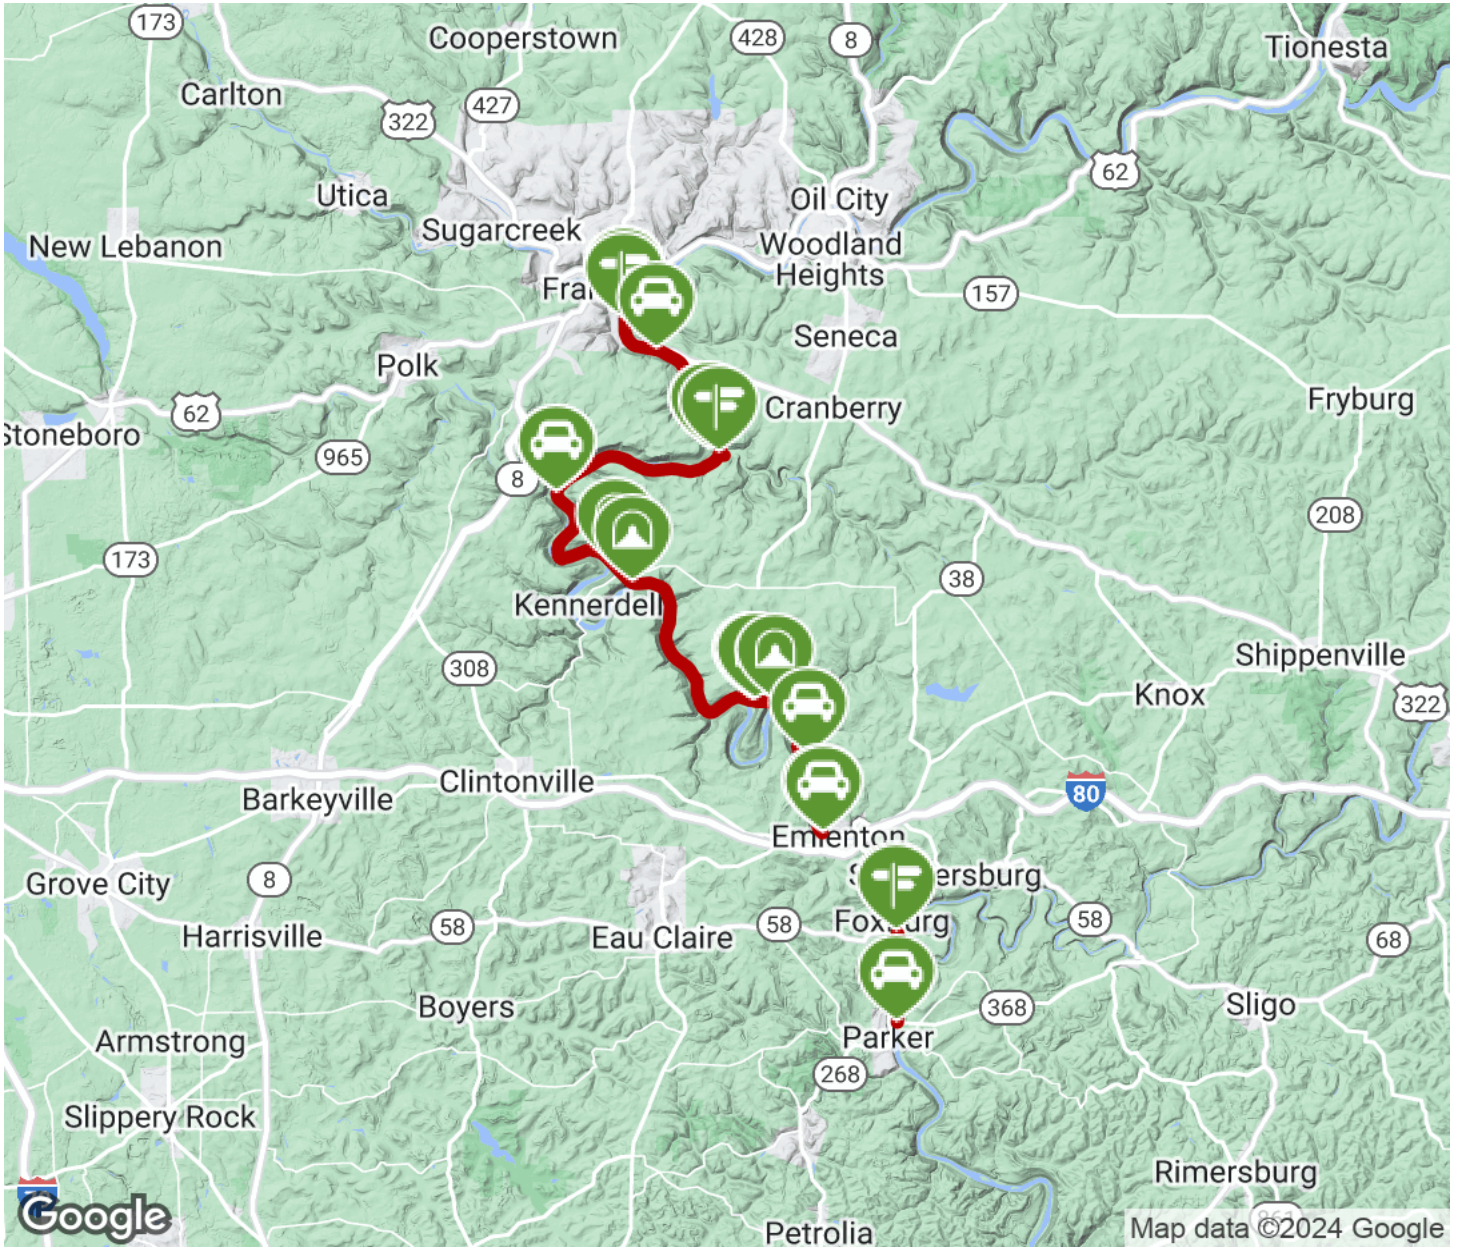 173
Cooperstown
428
8
Tionesta
Carlton
427
322
62
Utica
Oil City
Sugarcreek
New Lebanon
Woodland
Heights
157
Seneca
Polk
Fryburg
62
Cranberry
Stoneboro
965
8
208
173
38
Kennerdell
308
Shippenville
Knox
322
Clintonville
80
Barkeyville
Emlenton
Grove City
8
58
58
58
Foxburg
Harrisville
Eau Claire
68
Boyers
368
Sligo
Armstrong
Parker
268
Slippery Rock
Rimersburg
Google
Petrolia
Map data ©2024 Google